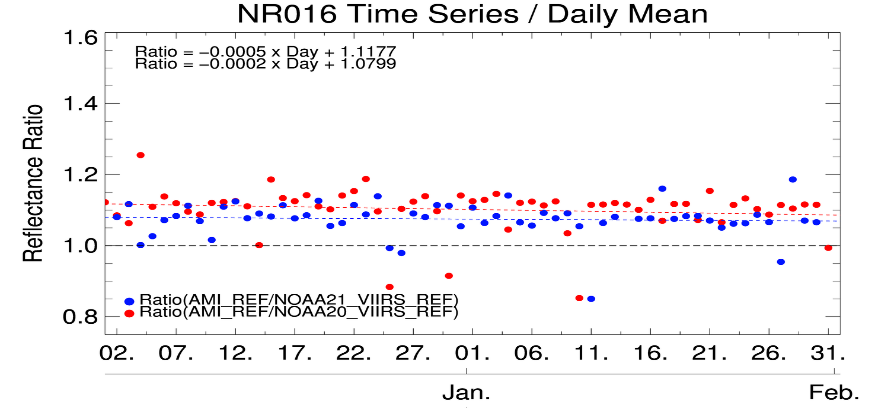 NR016 Time Series / Daily Mean
1.6
Ratio = −0.0005 x Day + 1.1177
Ratio = −0.0002 x Day + 1.0799
1.4
Reflectance Ratio
1.2
1.0
Ratio(AMI_REF/NOAA21_VIIRS_REF)
Ratio(AMI_REF/NOAA20_VIIRS_REF)
0.8
02. 07. 12. 17. 22. 27. 01. 06. 11. 16. 21. 26. 31.
Jan. Feb.